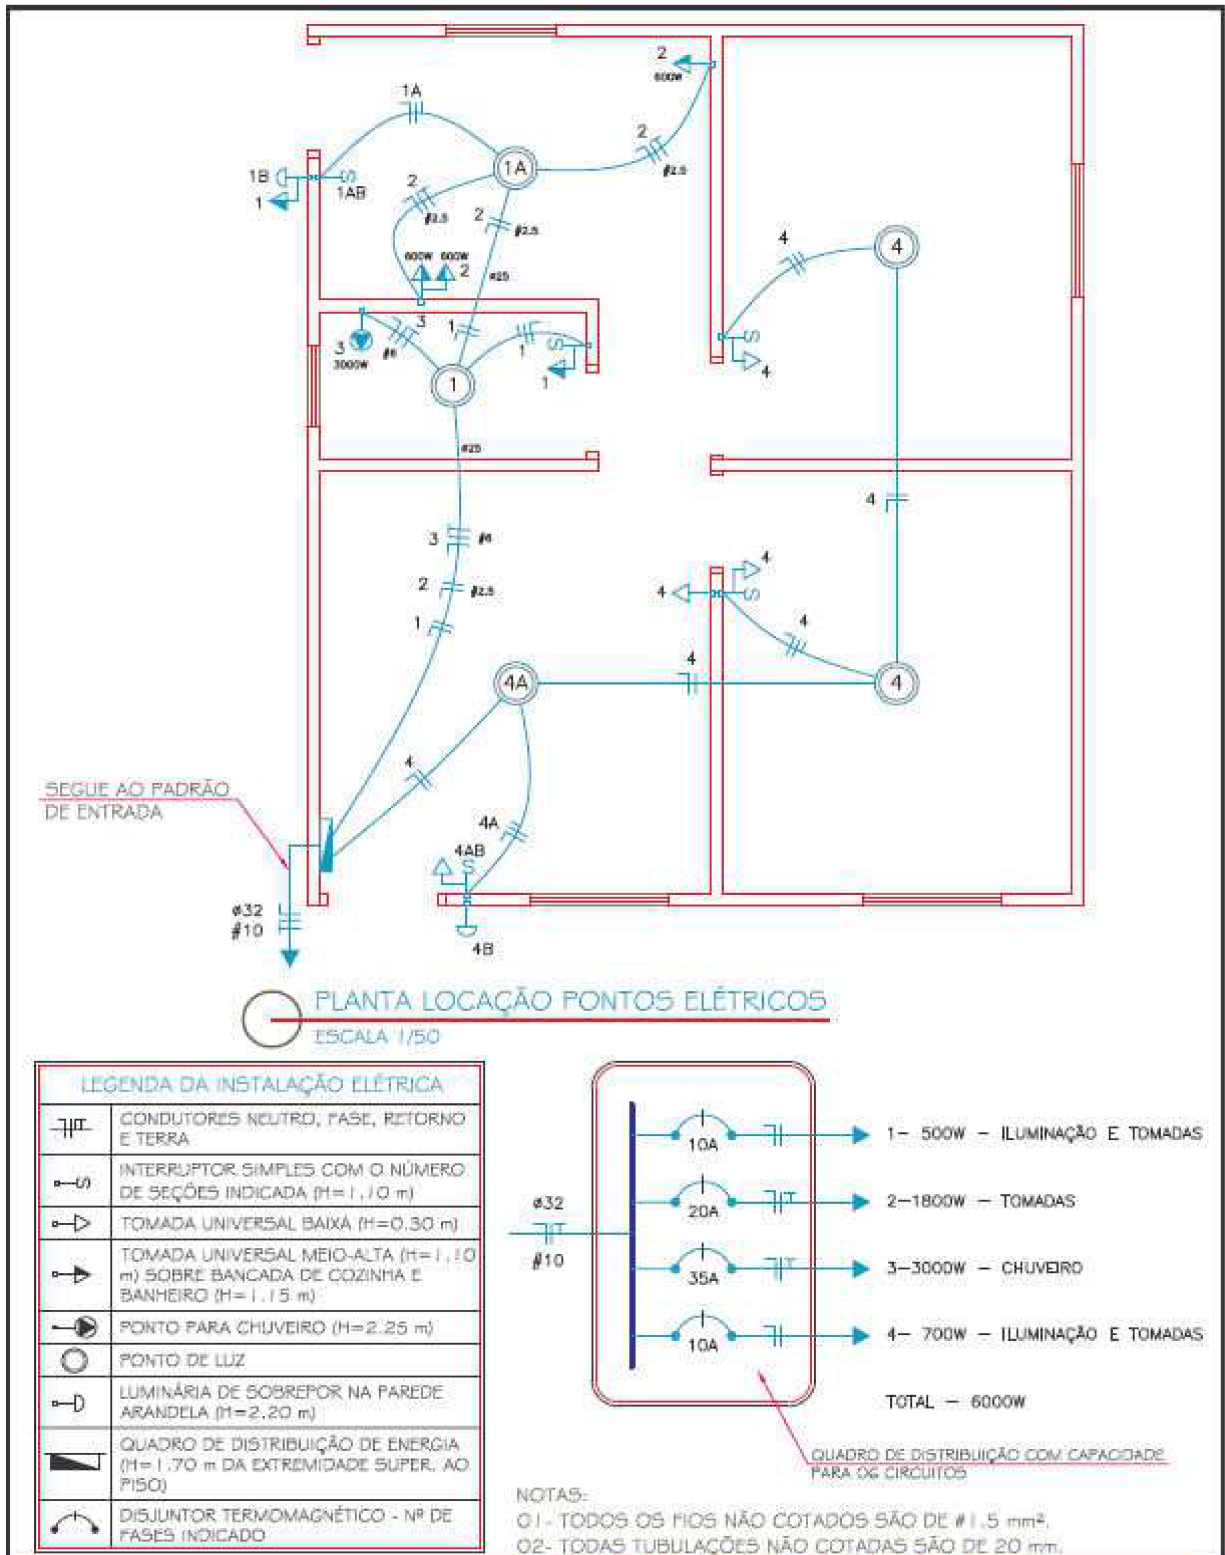 2
600W
1A
2
#2.5
1A
1B
1AB
1
2
#2.5
2
#2.5
600W 600W
2
ø25
4
4
3
1
1
3
3000W
#6
1
1
4
ø25
4
3
#6
2
#2.5
1
4
4
4
4
4A
4
4
SEGUE AO PADRÃO
DE ENTRADA
4A
4AB
4B
ø32
#10
PLANTA LOCAÇÃO PONTOS ELÉTRICOS
ESCALA 1/50
LEGENDA DA INSTALAÇÃO ELÉTRICA
CONDUTORES NEUTRO, FASE, RETORNO
E TERRA
INTERRUPTOR SIMPLES COM O NÚMERO
DE SEÇÕES INDICADA (H=1,10 m)
TOMADA UNIVERSAL BAIXA (H=0,30 m)
TOMADA UNIVERSAL MEIO-ALTA (H=1,10
m) SOBRE BANCADA DE COZINHA E
BANHEIRO (H=1,15 m)
PONTO PARA CHUVEIRO (H=2,25 m)
PONTO DE LUZ
LUMINÁRIA DE SOBREPOR NA PAREDE
ARANDELA (H=2,20 m)
QUADRO DE DISTRIBUIÇÃO DE ENERGIA
(H=1,70 m DA EXTREMIDADE SUPER. AO
PISO)
DISJUNTOR TERMOMAGNÉTICO - Nº DE
FASES INDICADO
ø32
#10
10A
1- 500W - ILUMINAÇÃO E TOMADAS
20A
2-1800W - TOMADAS
35A
3-3000W - CHUVEIRO
10A
4- 700W - ILUMINAÇÃO E TOMADAS
TOTAL - 6000W
QUADRO DE DISTRIBUIÇÃO COM CAPACIDADE
PARA 06 CIRCUITOS
NOTAS:
01- TODOS OS FIOS NÃO COTADOS SÃO DE #1,5 mm².
02- TODAS TUBULAÇÕES NÃO COTADAS SÃO DE 20 mm.